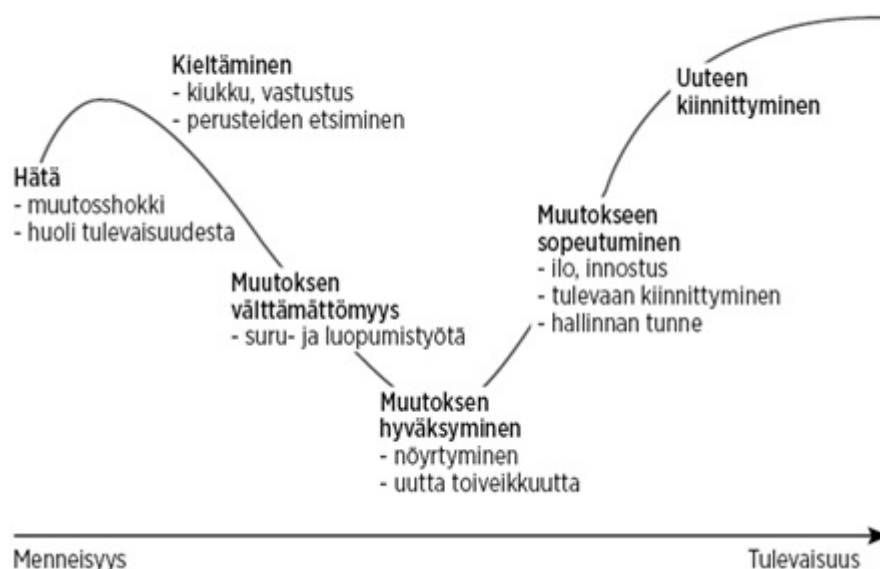 Kieltäminen
- kiukku, vastustus
- perusteiden etsiminen
Uuteen
kiinnittyminen
Hätä
- muutosshokki
- huoli tulevaisuudesta
Muutokseen
sopeutuminen
- ilo, innostus
- tulevaan kiinnittyminen
- hallinnan tunne
Muutoksen
välttämättömyys
- suru- ja luopumistyötä
Muutoksen
hyväksyminen
- nöyrtyminen
- uutta toiveikkuutta
Menneisyys
Tulevaisuus